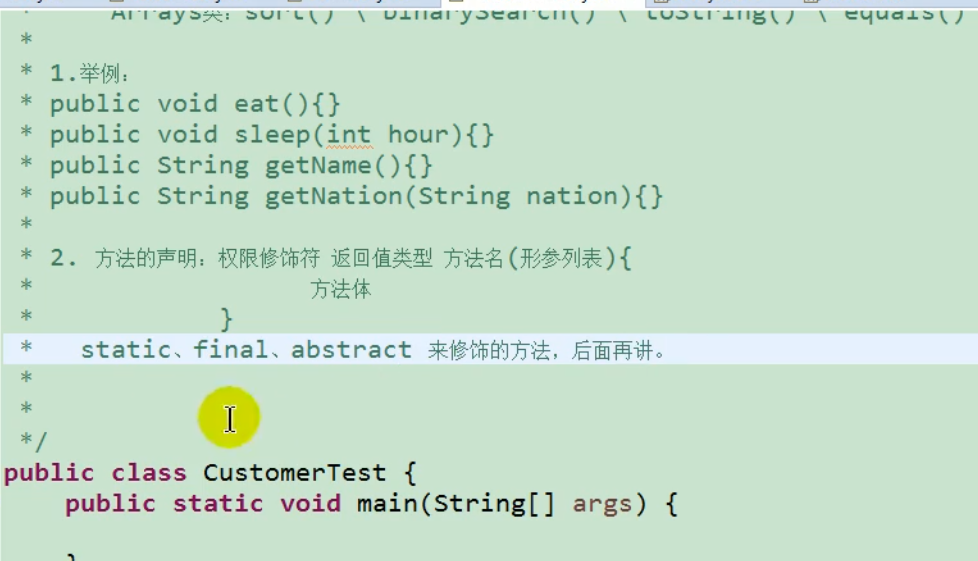 Arrays类：sort() \ binarySearch() \ toString() \ equals()
*
* 1.举例：
* public void eat(){}
* public void sleep(int hour){}
* public String getName(){}
* public String getNation(String nation){}
*
* 2. 方法的声明：权限修饰符 返回值类型 方法名(形参列表){
* 方法体
* }
* static、final、abstract 来修饰的方法，后面再讲。
*
*
*/
public class CustomerTest {
public static void main(String[] args) {
}